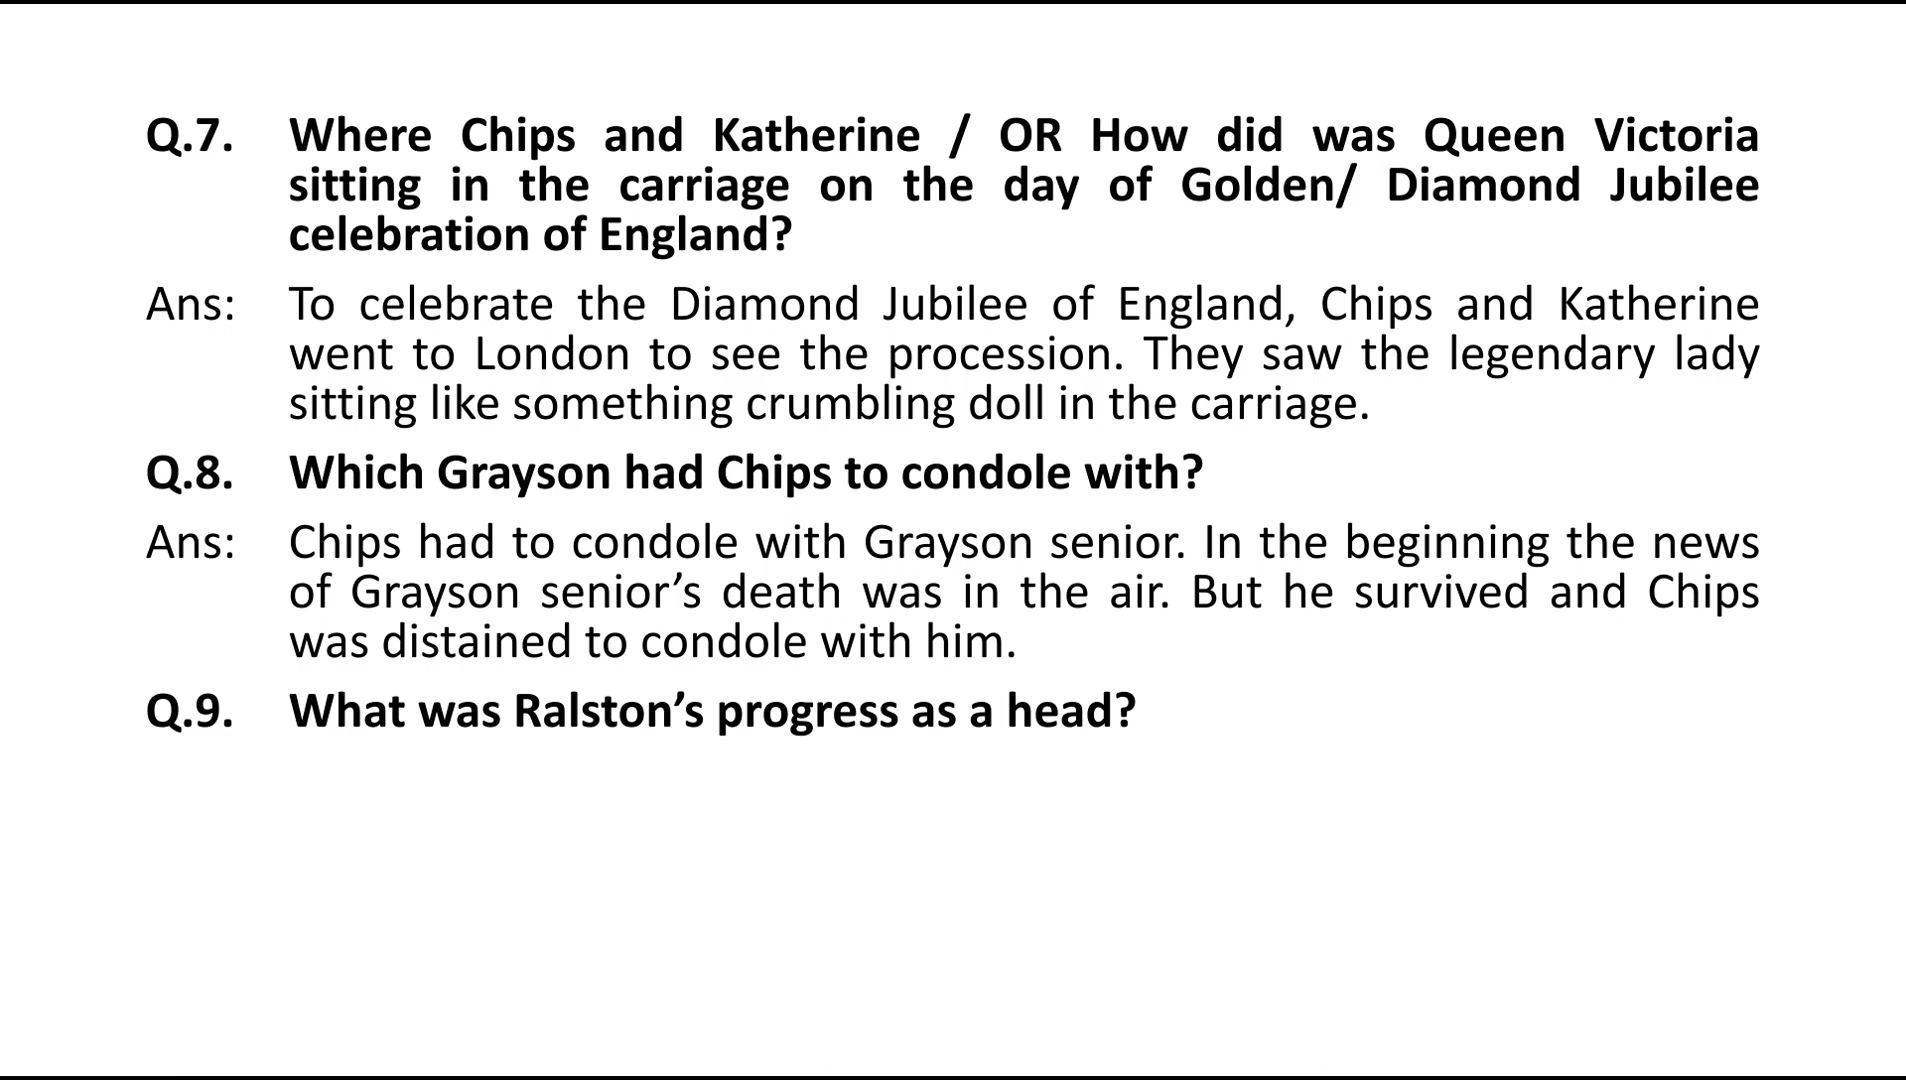 Q.7. Where Chips and Katherine / OR How did was Queen Victoria
sitting in the carriage on the day of Golden/ Diamond Jubilee
celebration of England?
Ans: To celebrate the Diamond Jubilee of England, Chips and Katherine
went to London to see the procession. They saw the legendary lady
sitting like something crumbling doll in the carriage.
Q.8. Which Grayson had Chips to condole with?
Ans: Chips had to condole with Grayson senior. In the beginning the news
of Grayson senior’s death was in the air. But he survived and Chips
was distained to condole with him.
Q.9. What was Ralston’s progress as a head?